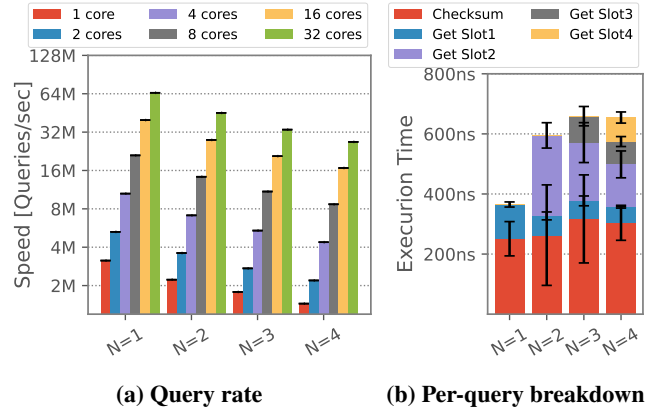 1 core
4 cores
16 cores
2 cores
8 cores
32 cores
Speed [Queries/sec]
128M
64M
32M
16M
8M
4M
2M
N=1
N=2
N=3
N=4
(a) Query rate
Checksum
Get Slot3
Get Slot1
Get Slot4
Get Slot2
Execurion Time
800ns
600ns
400ns
200ns
N=1
N=2
N=3
N=4
(b) Per-query breakdown